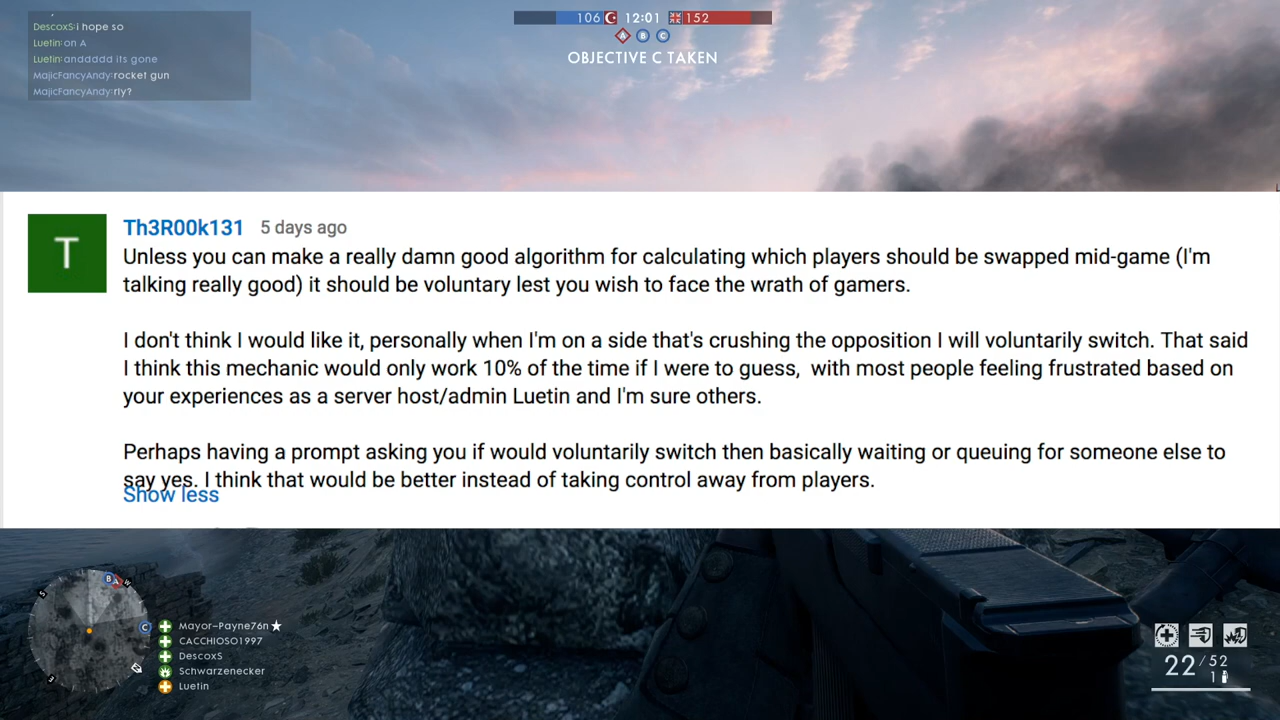 DescoxS: i hope so
Luetin: on A
Luetin: anddddd its gone
MajicFancyAndy: rocket gun
MajicFancyAndy: rly?
106 12:01 152
A B C
OBJECTIVE C TAKEN
T
Th3R00k131 5 days ago
Unless you can make a really damn good algorithm for calculating which players should be swapped mid-game (I'm
talking really good) it should be voluntary lest you wish to face the wrath of gamers.
I don't think I would like it, personally when I'm on a side that's crushing the opposition I will voluntarily switch. That said
I think this mechanic would only work 10% of the time if I were to guess,  with most people feeling frustrated based on
your experiences as a server host/admin Luetin and I'm sure others.
Perhaps having a prompt asking you if would voluntarily switch then basically waiting or queuing for someone else to
say yes. I think that would be better instead of taking control away from players.
Show less
B A W
S
C
Mayor-Payne76n
CACCHIOSO1997
DescoxS
Schwarzenecker
Luetin
22 / 52
1